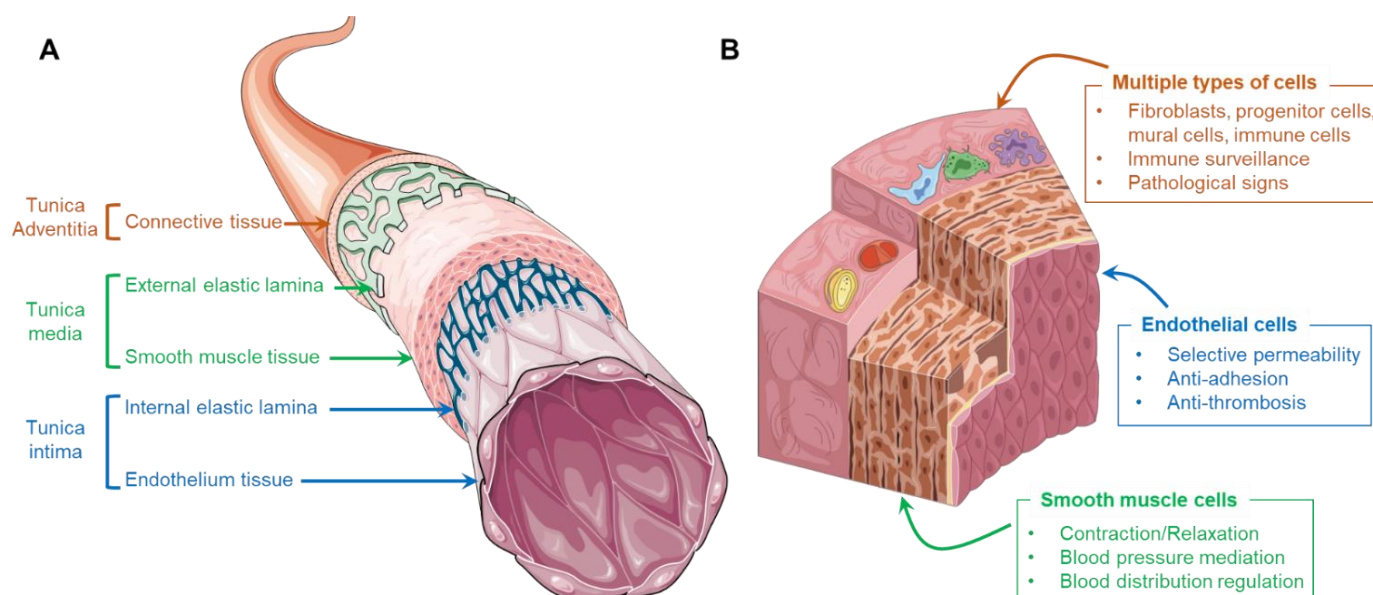 A
Tunica
Adventitia
Connective tissue
Tunica
media
External elastic lamina
Smooth muscle tissue
Tunica
intima
Internal elastic lamina
Endothelium tissue
B
Multiple types of cells
• Fibroblasts, progenitor cells,
mural cells, immune cells
• Immune surveillance
• Pathological signs
Endothelial cells
• Selective permeability
• Anti-adhesion
• Anti-thrombosis
Smooth muscle cells
• Contraction/Relaxation
• Blood pressure mediation
• Blood distribution regulation